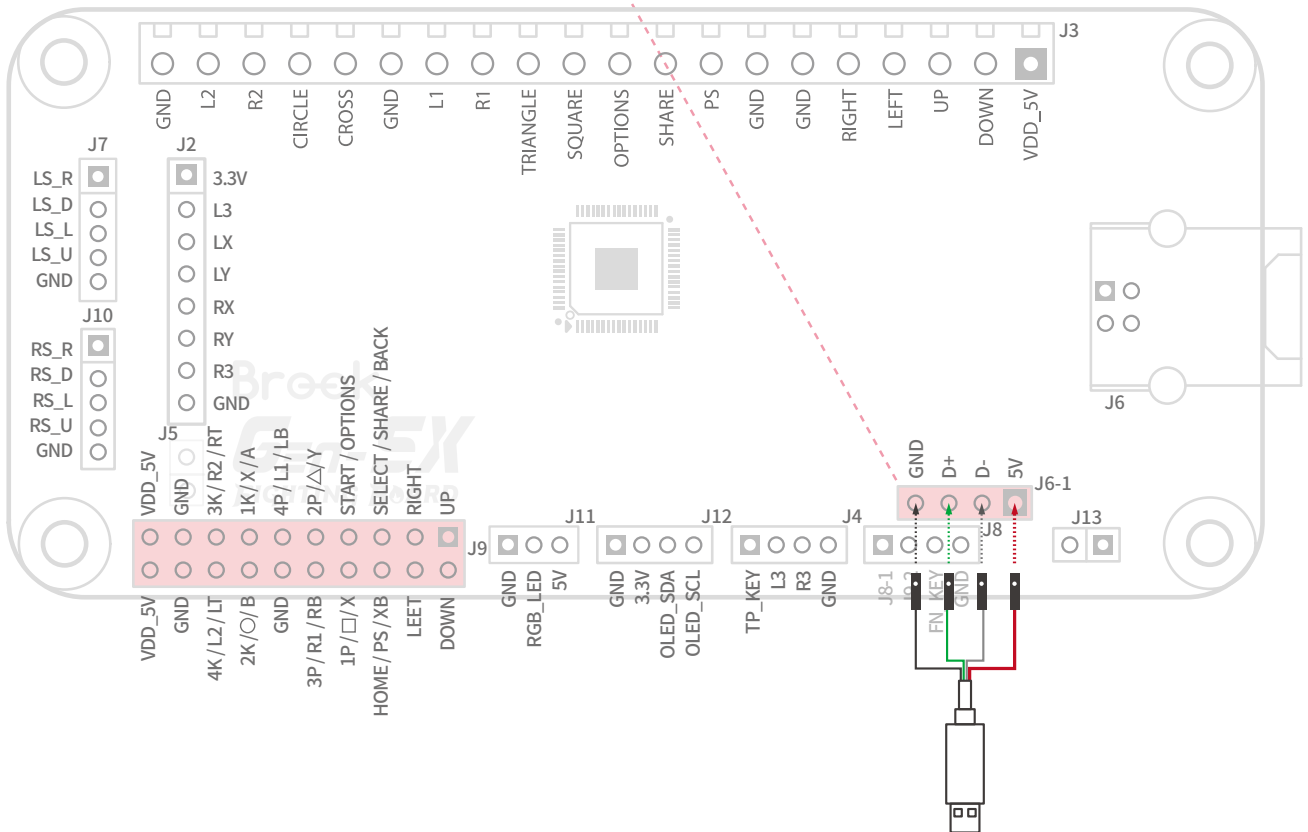 J3
GND
L2
R2
CIRCLE
CROSS
GND
L1
R1
TRIANGLE
SQUARE
OPTIONS
SHARE
PS
GND
GND
RIGHT
LEFT
UP
DOWN
VDD_5V
J7
LS_R
LS_D
LS_L
LS_U
GND
J2
3.3V
L3
LX
LY
RX
RY
R3
GND
J10
RS_R
RS_D
RS_L
RS_U
GND
Brook
Gen-EX
FIGHTING BOARD
J5
J6
VDD_5V
GND
3K / R2 / RT
1K / X / A
4P / L1 / LB
2P / △ / Y
START / OPTIONS
SELECT / SHARE / BACK
RIGHT
UP
J9
VDD_5V
GND
4K / L2 / LT
2K / ○ / B
GND
3P / R1 / RB
1P / □ / X
HOME / PS / XB
LEET
DOWN
J11
GND
RGB_LED
5V
J12
GND
3.3V
OLED_SDA
OLED_SCL
J4
TP_KEY
L3
R3
GND
GND
D+
D-
5V
J6-1
J8
J8-1
FN_KEY
GND
J13